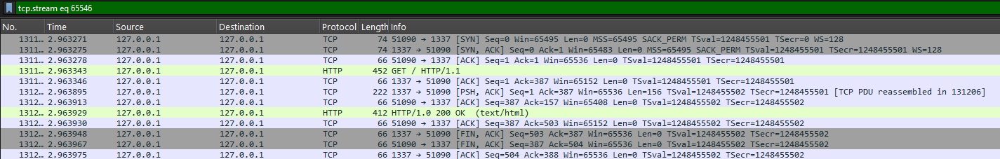 tcp.stream eq 65546
No. Time Source Destination Protocol Length Info
1311… 2.963271 127.0.0.1 127.0.0.1 TCP 74 51090 → 1337 [SYN] Seq=0 Win=65495 Len=0 MSS=65495 SACK_PERM TSval=1248455501 TSecr=0 WS=128
1311… 2.963275 127.0.0.1 127.0.0.1 TCP 74 1337 → 51090 [SYN, ACK] Seq=0 Ack=1 Win=65483 Len=0 MSS=65495 SACK_PERM TSval=1248455501 TSecr=1248455501 WS=128
1311… 2.963278 127.0.0.1 127.0.0.1 TCP 66 51090 → 1337 [ACK] Seq=1 Ack=1 Win=65536 Len=0 TSval=1248455501 TSecr=1248455501
1311… 2.963343 127.0.0.1 127.0.0.1 HTTP 452 GET / HTTP/1.1
1311… 2.963346 127.0.0.1 127.0.0.1 TCP 66 1337 → 51090 [ACK] Seq=1 Ack=387 Win=65152 Len=0 TSval=1248455501 TSecr=1248455501
1312… 2.963895 127.0.0.1 127.0.0.1 TCP 222 1337 → 51090 [PSH, ACK] Seq=1 Ack=387 Win=65536 Len=156 TSval=1248455502 TSecr=1248455501 [TCP PDU reassembled in 131206]
1312… 2.963913 127.0.0.1 127.0.0.1 TCP 66 51090 → 1337 [ACK] Seq=387 Ack=157 Win=65408 Len=0 TSval=1248455502 TSecr=1248455502
1312… 2.963929 127.0.0.1 127.0.0.1 HTTP 412 HTTP/1.0 200 OK (text/html)
1312… 2.963930 127.0.0.1 127.0.0.1 TCP 66 51090 → 1337 [ACK] Seq=387 Ack=503 Win=65152 Len=0 TSval=1248455502 TSecr=1248455502
1312… 2.963948 127.0.0.1 127.0.0.1 TCP 66 1337 → 51090 [FIN, ACK] Seq=503 Ack=387 Win=65536 Len=0 TSval=1248455502 TSecr=1248455502
1312… 2.963967 127.0.0.1 127.0.0.1 TCP 66 51090 → 1337 [FIN, ACK] Seq=387 Ack=504 Win=65536 Len=0 TSval=1248455502 TSecr=1248455502
1312… 2.963975 127.0.0.1 127.0.0.1 TCP 66 1337 → 51090 [ACK] Seq=504 Ack=388 Win=65536 Len=0 TSval=1248455502 TSecr=1248455502